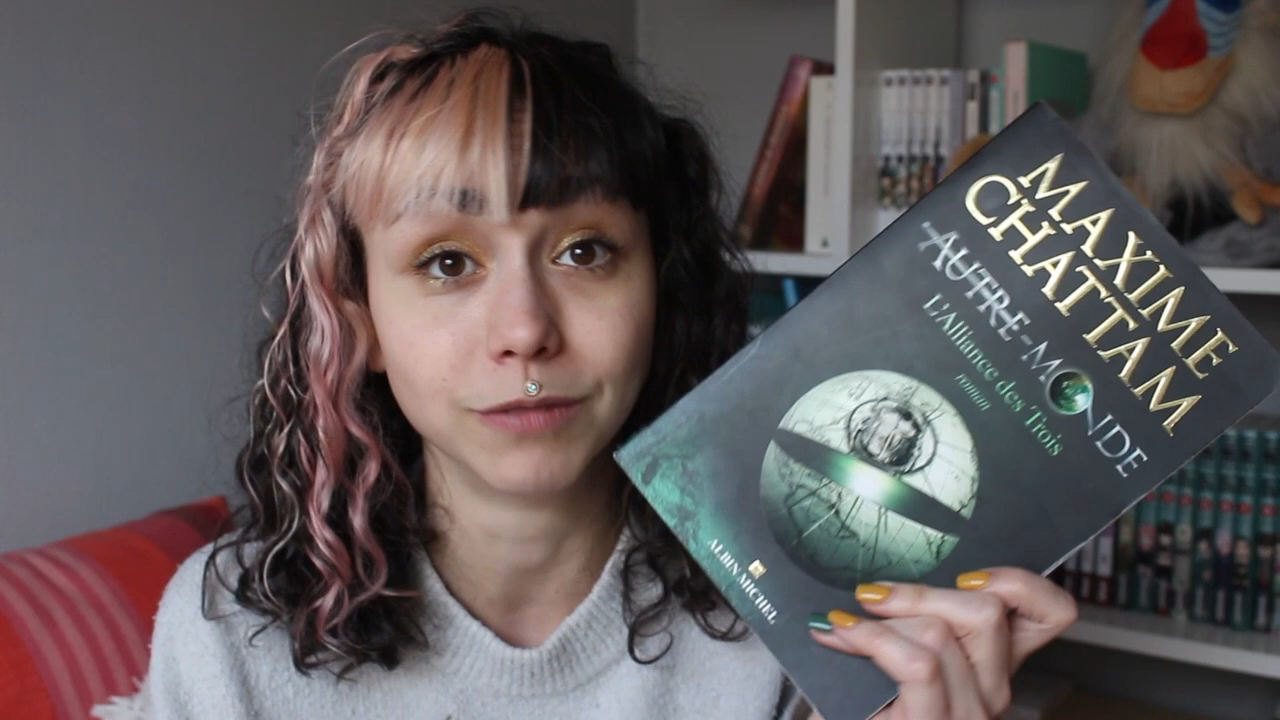 MAXIME
CHATTAM
AUTRE-MONDE
L'Alliance des Trois
roman
ALBIN MICHEL